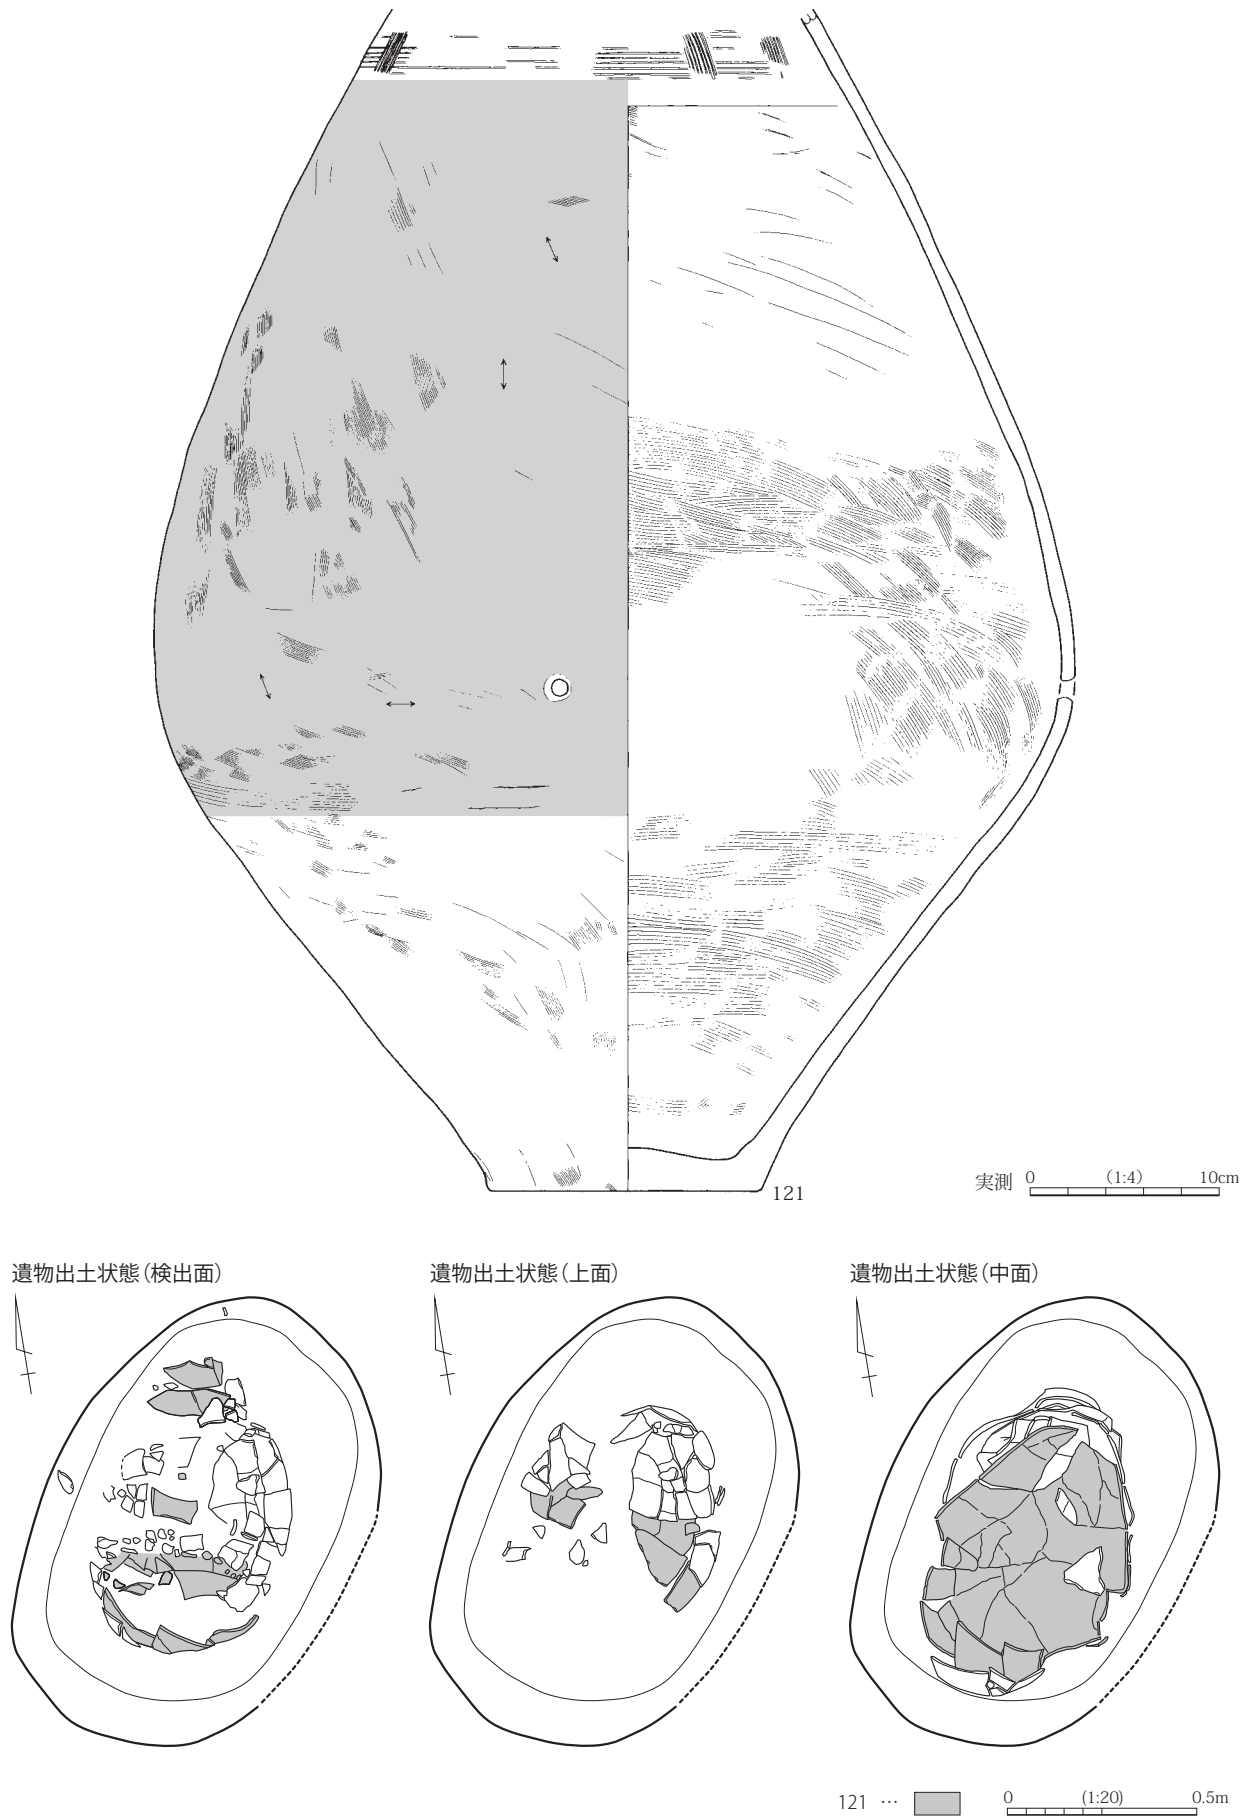 121
実測 0 (1:4) 10cm
遺物出土状態（検出面）
遺物出土状態（上面）
遺物出土状態（中面）
121 … 0 (1:20) 0.5m